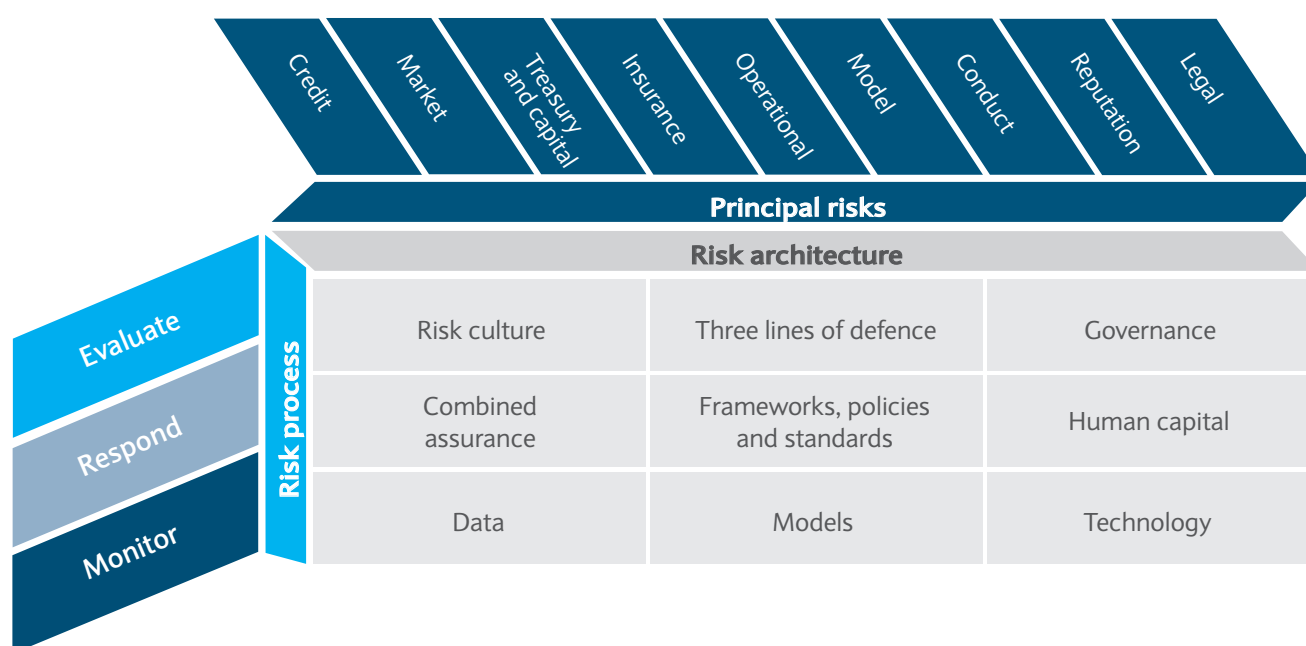 Credit
Market
Treasury
and capital
Insurance
Operational
Model
Conduct
Reputation
Legal
Principal risks
Risk architecture
Evaluate
Respond
Monitor
Risk process
Risk culture
Three lines of defence
Governance
Combined
assurance
Frameworks, policies
and standards
Human capital
Data
Models
Technology